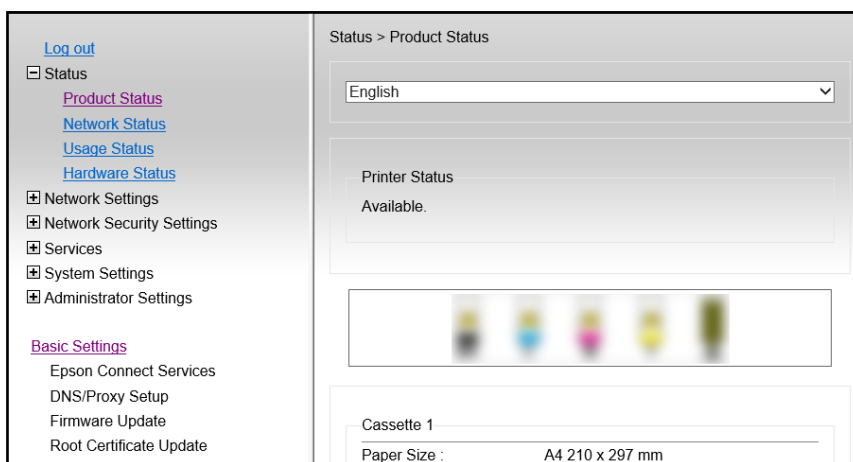 Log out
Status
Product Status
Network Status
Usage Status
Hardware Status
Network Settings
Network Security Settings
Services
System Settings
Administrator Settings
Basic Settings
Epson Connect Services
DNS/Proxy Setup
Firmware Update
Root Certificate Update
Status > Product Status
English
Printer Status
Available.
Cassette 1
Paper Size : A4 210 x 297 mm